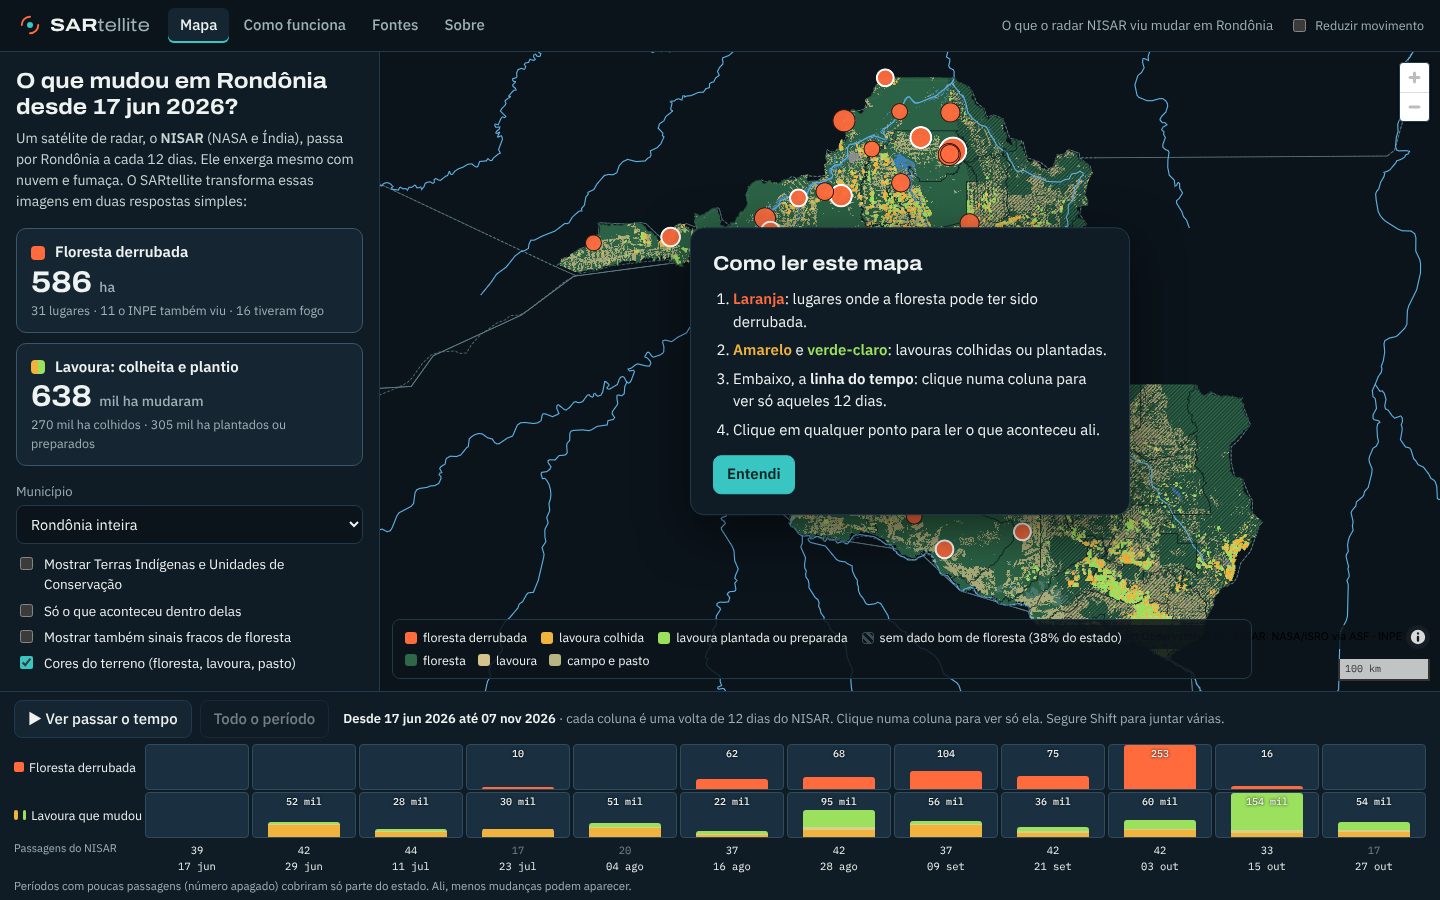 SARtellite
Mapa
Como funciona
Fontes
Sobre
O que o radar NISAR viu mudar em Rondônia
Reduzir movimento
O que mudou em Rondônia
desde 17 jun 2026?
Um satélite de radar, o NISAR (NASA e Índia), passa
por Rondônia a cada 12 dias. Ele enxerga mesmo com
nuvem e fumaça. O SARtellite transforma essas
imagens em duas respostas simples:
Floresta derrubada
586 ha
31 lugares · 11 o INPE também viu · 16 tiveram fogo
Lavoura: colheita e plantio
638 mil ha mudaram
270 mil ha colhidos · 305 mil ha plantados ou
preparados
Município
Rondônia inteira
Mostrar Terras Indígenas e Unidades de
Conservação
Só o que aconteceu dentro delas
Mostrar também sinais fracos de floresta
Cores do terreno (floresta, lavoura, pasto)
+
−
Como ler este mapa
1. Laranja: lugares onde a floresta pode ter sido
derrubada.
2. Amarelo e verde-claro: lavouras colhidas ou plantadas.
3. Embaixo, a linha do tempo: clique numa coluna para
ver só aqueles 12 dias.
4. Clique em qualquer ponto para ler o que aconteceu ali.
Entendi
floresta derrubada
lavoura colhida
lavoura plantada ou preparada
sem dado bom de floresta (38% do estado)
AR: NASA/ISRO via ASF · INPE
floresta
lavoura
campo e pasto
100 km
Ver passar o tempo
Todo o período
Desde 17 jun 2026 até 07 nov 2026 · cada coluna é uma volta de 12 dias do NISAR. Clique numa coluna para ver só ela. Segure Shift para juntar várias.
Floresta derrubada
10 62 68 104 75 253 16
Lavoura que mudou
52 mil 28 mil 30 mil 51 mil 22 mil 95 mil 56 mil 36 mil 60 mil 154 mil 54 mil
Passagens do NISAR
39 42 44 17 20 37 42 37 42 42 33 17
17 jun 29 jun 11 jul 23 jul 04 ago 16 ago 28 ago 09 set 21 set 03 out 15 out 27 out
Períodos com poucas passagens (número apagado) cobriram só parte do estado. Ali, menos mudanças podem aparecer.